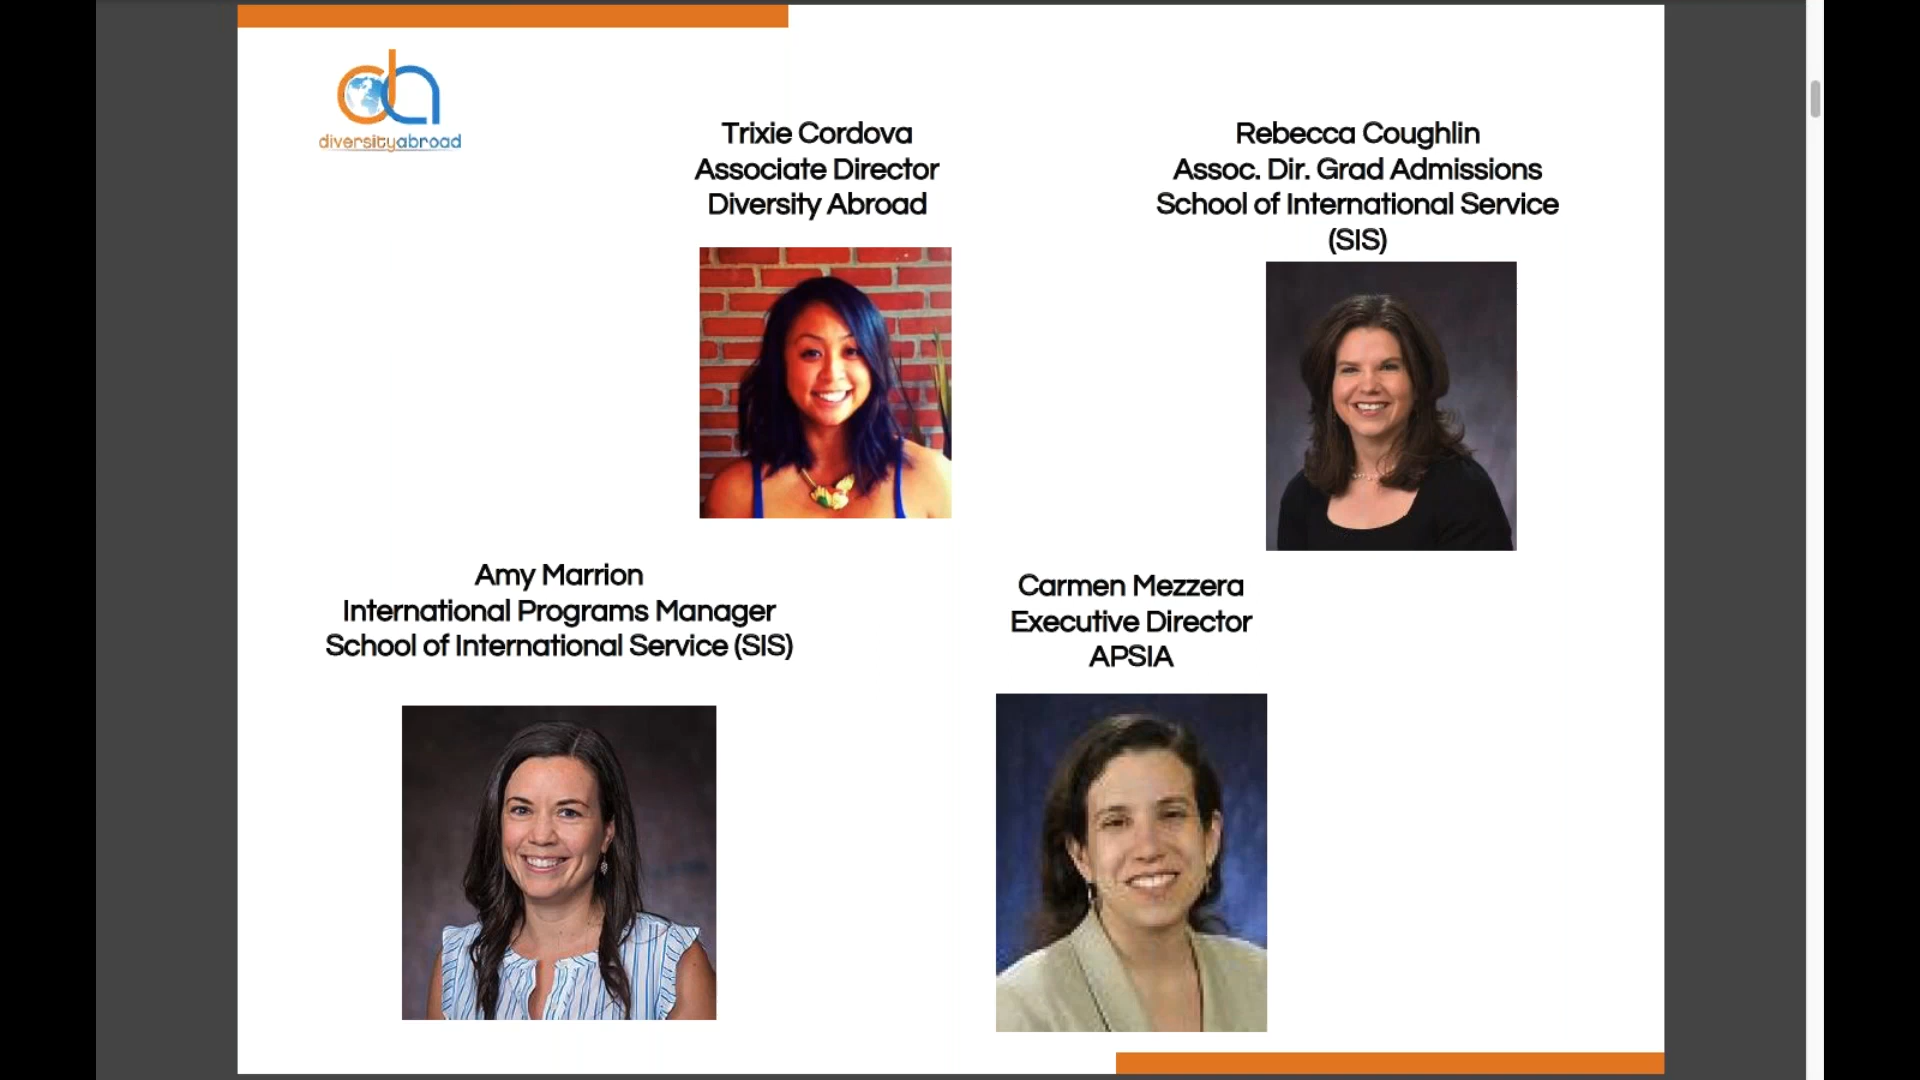 diversityabroad
Trixie Cordova
Associate Director
Diversity Abroad
Rebecca Coughlin
Assoc. Dir. Grad Admissions
School of International Service
(SIS)
Amy Marrion
International Programs Manager
School of International Service (SIS)
Carmen Mezzera
Executive Director
APSIA